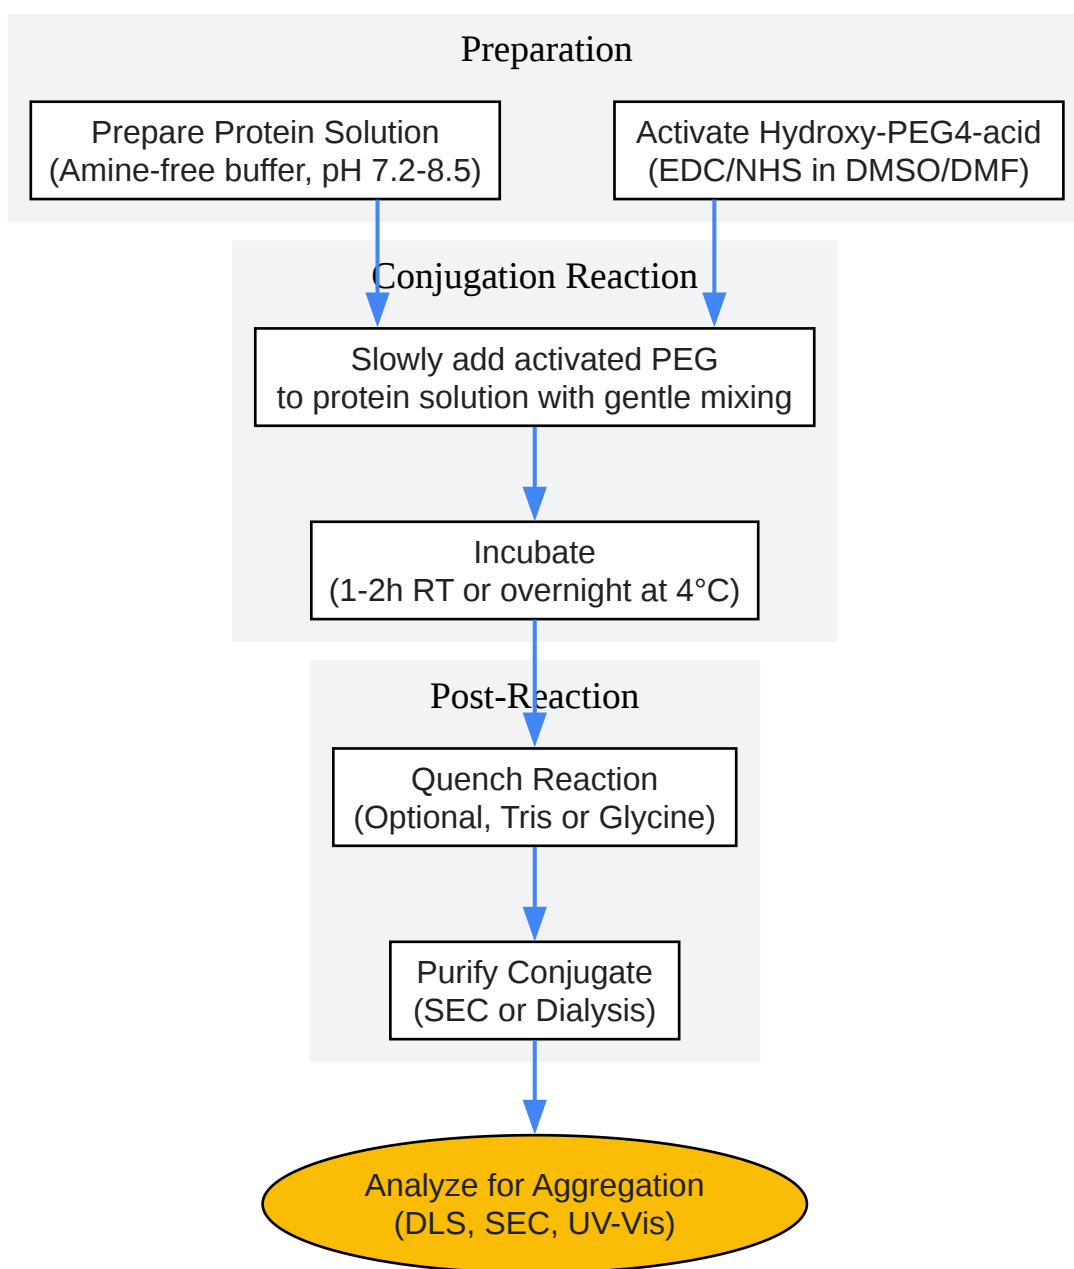 Preparation
Prepare Protein Solution
(Amine-free buffer, pH 7.2-8.5)
Activate Hydroxy-PEG4-acid
(EDC/NHS in DMSO/DMF)
Conjugation Reaction
Slowly add activated PEG
to protein solution with gentle mixing
Incubate
(1-2h RT or overnight at 4°C)
Post-Reaction
Quench Reaction
(Optional, Tris or Glycine)
Purify Conjugate
(SEC or Dialysis)
Analyze for Aggregation
(DLS, SEC, UV-Vis)